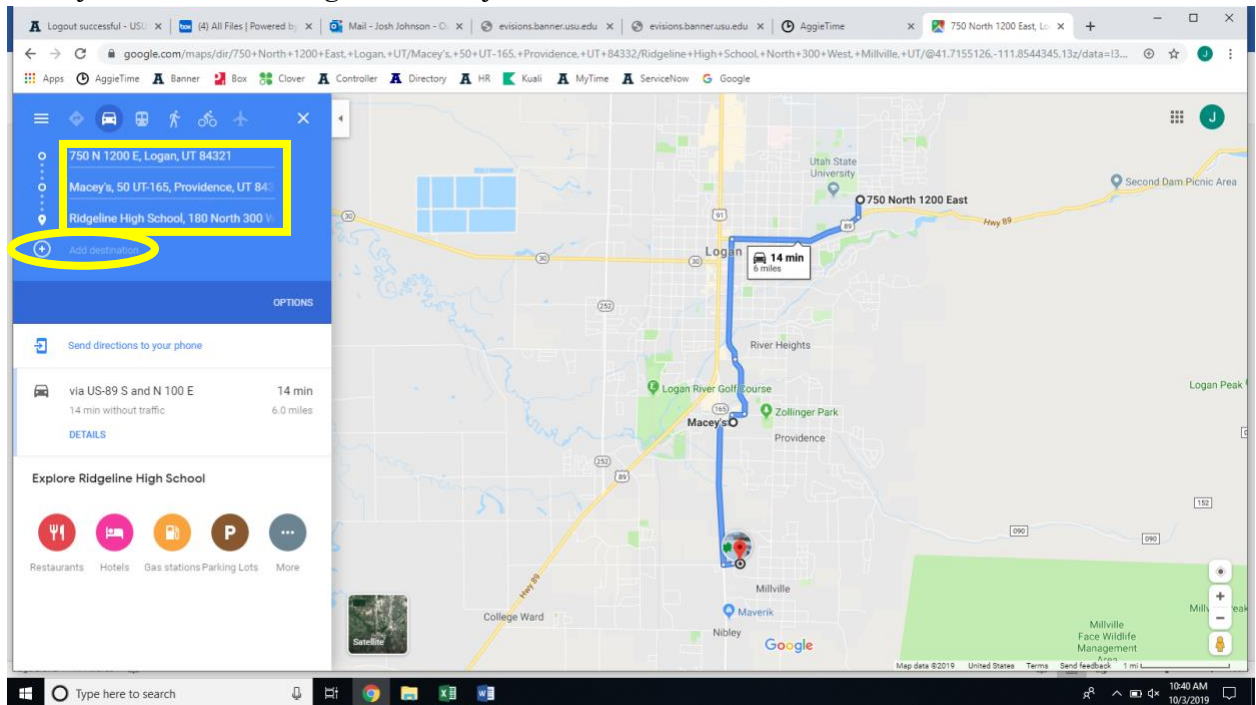 Logout successful - USU
(4) All Files | Powered by
Mail - Josh Johnson - O
evisions.banner.usu.edu
evisions.banner.usu.edu
AggieTime
750 North 1200 East, Lo
google.com/maps/dir/750+North+1200+East,+Logan,+UT/Macey's,+50+UT-165,+Providence,+UT+84332/Ridgeline+High+School,+North+300+West,+Millville,+UT/@41.7155126,-111.8544345,13z/data=!3...
Apps AggieTime Banner Box Clover Controller Directory HR Kuali MyTime ServiceNow Google
750 N 1200 E, Logan, UT 84321
Macey's, 50 UT-165, Providence, UT 843
Ridgeline High School, 180 North 300 W
Add destination
OPTIONS
Send directions to your phone
via US-89 S and N 100 E 14 min
14 min without traffic 6.0 miles
DETAILS
Explore Ridgeline High School
P
Restaurants Hotels Gas stations Parking Lots More
J
J
Utah State
University
Second Dam Picnic Area
750 North 1200 East
30
91
89
Hwy 89
Logan
30
30
14 min
6 miles
252
River Heights
Logan River Golf Course
Logan Peak
165
Zollinger Park
Macey's
Providence
252
89
152
090
090
Millville
Hwy 89
College Ward
Maverik
Nibley
Millville
Face Wildlife
Management
Satellite
Google
Map data ©2019 United States Terms Send feedback 1 mi
Type here to search
10:40 AM
10/3/2019